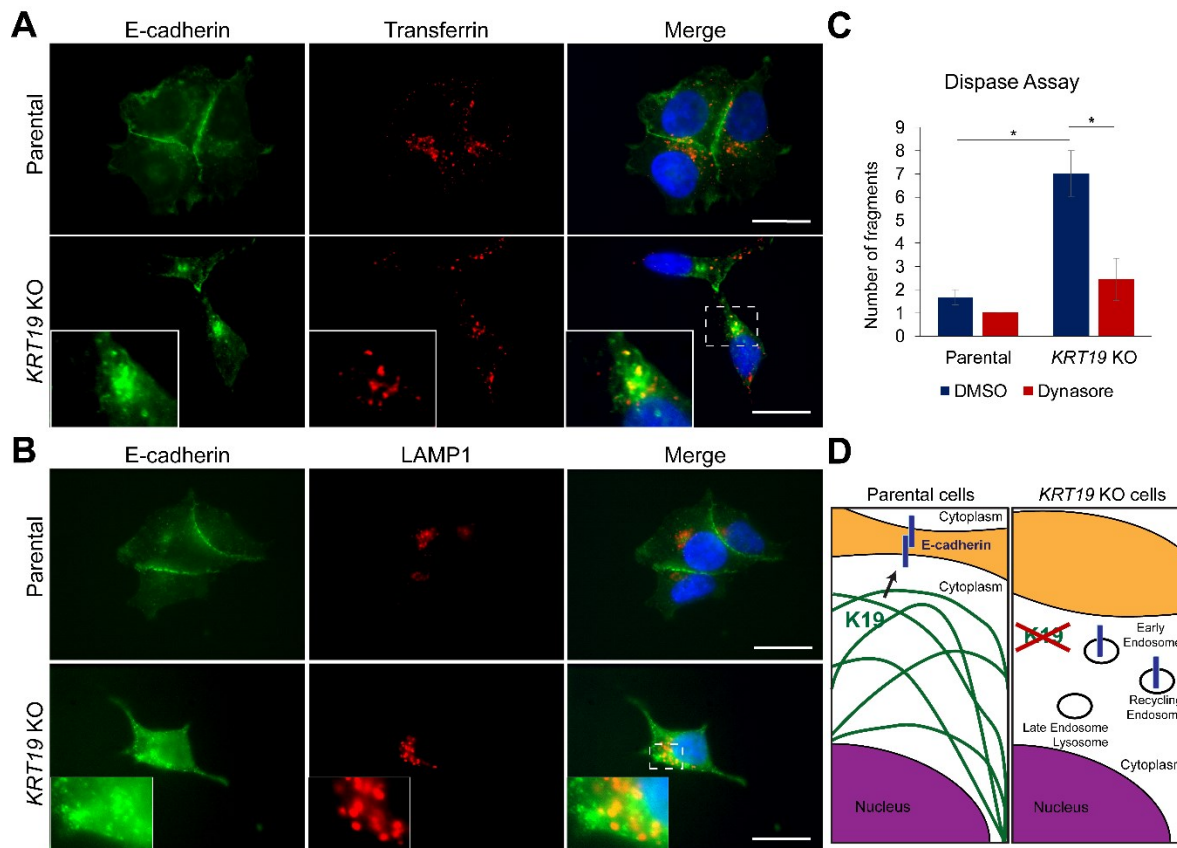 A
E-cadherin
Transferrin
Merge
Parental
KRT19 KO
B
E-cadherin
LAMP1
Merge
Parental
KRT19 KO
C
Dispase Assay
*
*
Number of fragments
9
8
7
6
5
4
3
2
1
0
Parental
KRT19 KO
DMSO
Dynasore
D
Parental cells
KRT19 KO cells
Cytoplasm
E-cadherin
Cytoplasm
K19
Nucleus
K19
Early
Endosome
Recycling
Endosome
Late Endosome
Lysosome
Cytoplasm
Nucleus